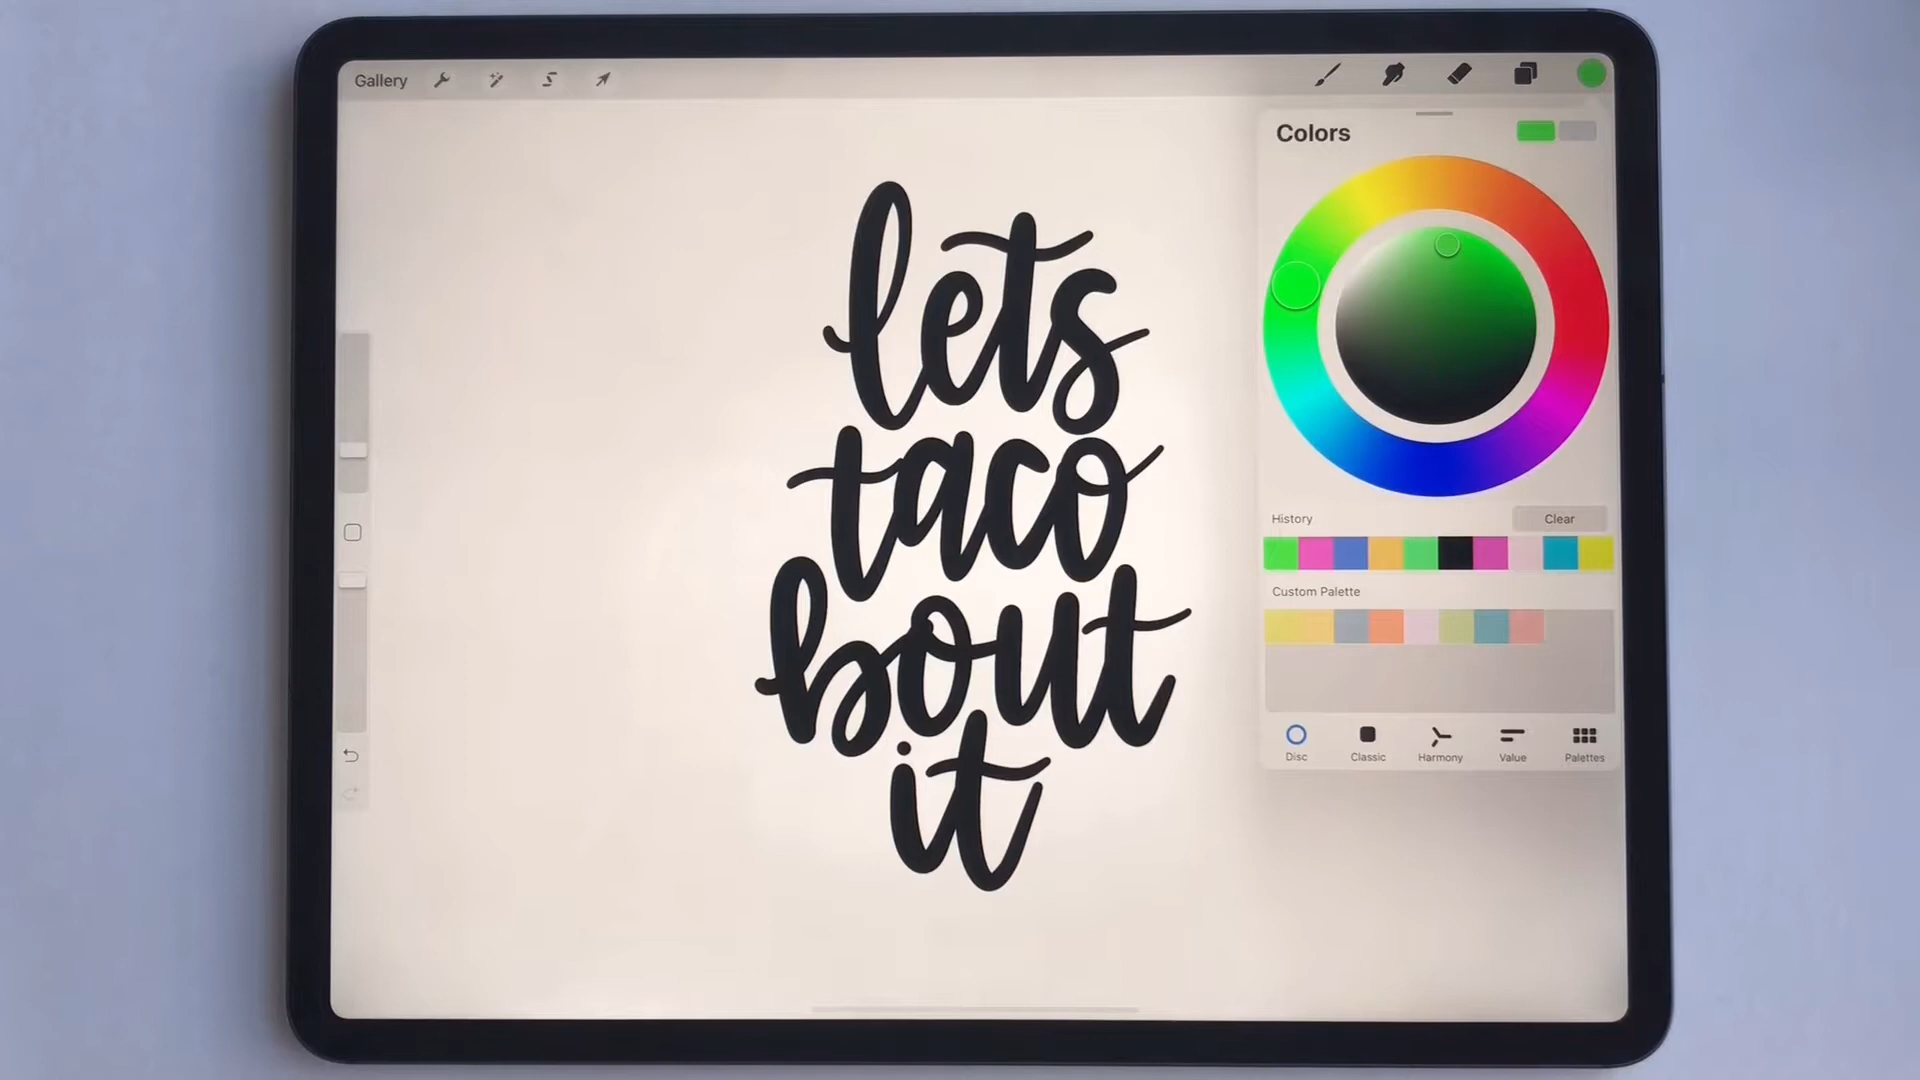 Gallery
Colors
lets
taco
bout
it
History
Clear
Custom Palette
Disc
Classic
Harmony
Value
Palettes